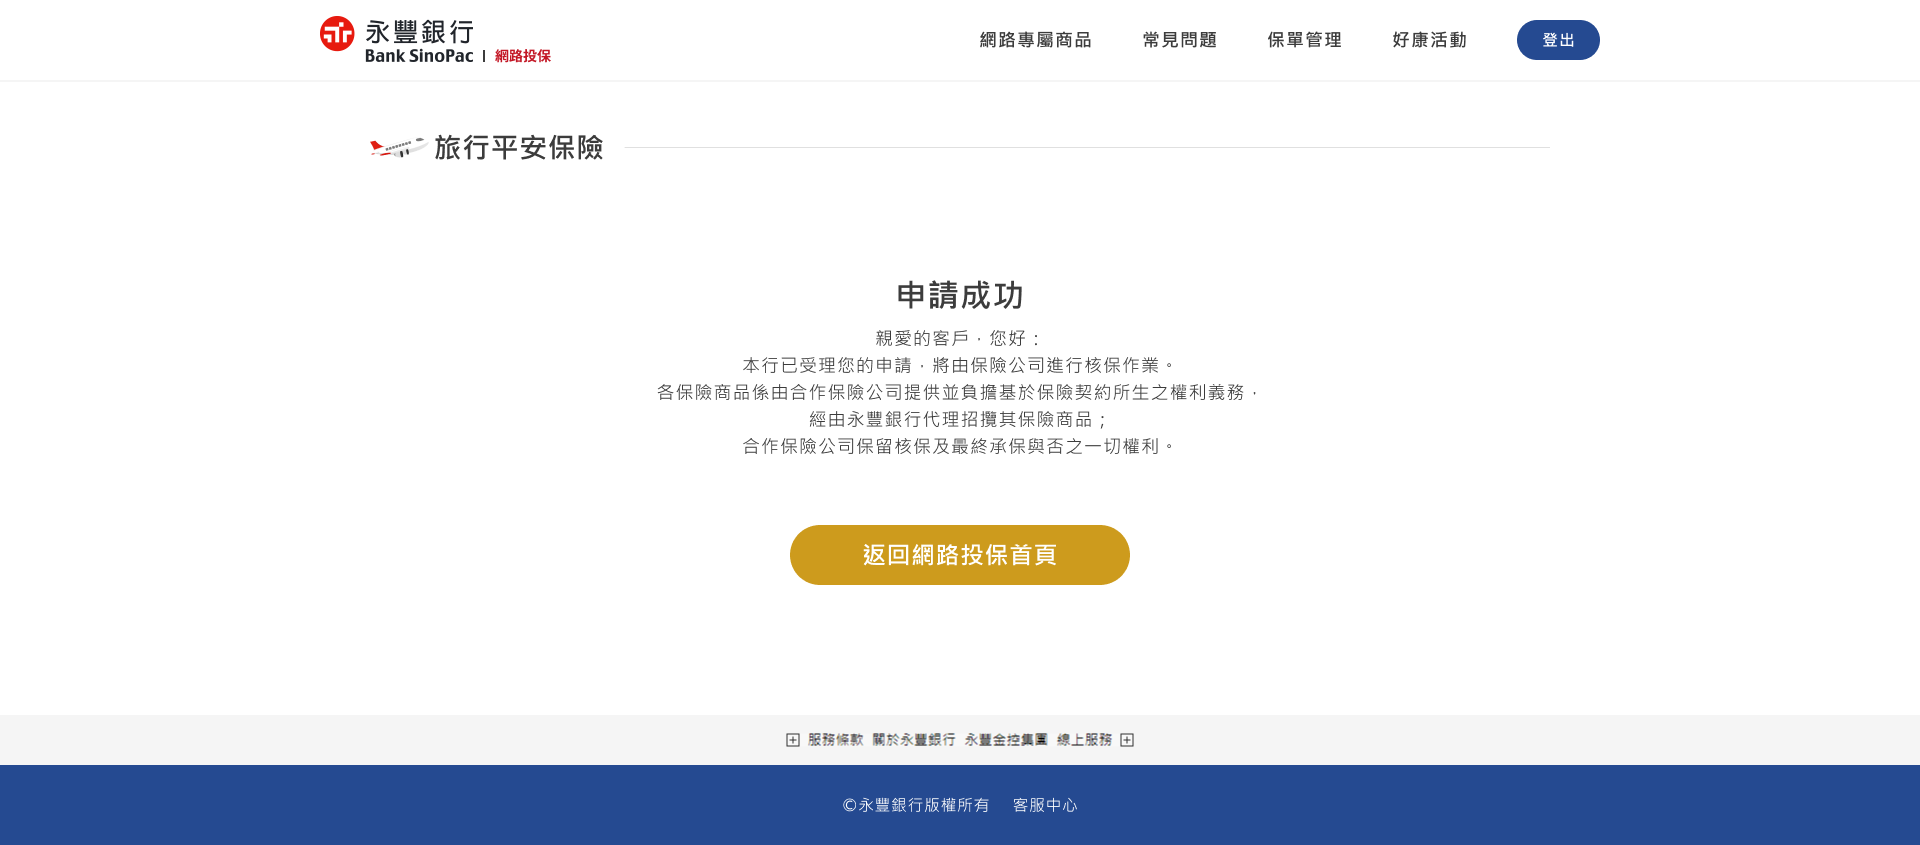 永豐銀行
Bank SinoPac | 網路投保
網路專屬商品 常見問題 保單管理 好康活動 登出
旅行平安保險
申請成功
親愛的客戶，您好：
本行已受理您的申請，將由保險公司進行核保作業。
各保險商品係由合作保險公司提供並負擔基於保險契約所生之權利義務，
經由永豐銀行代理招攬其保險商品；
合作保險公司保留核保及最終承保與否之一切權利。
返回網路投保首頁
服務條款 關於永豐銀行 永豐金控集團 線上服務
©永豐銀行版權所有 客服中心